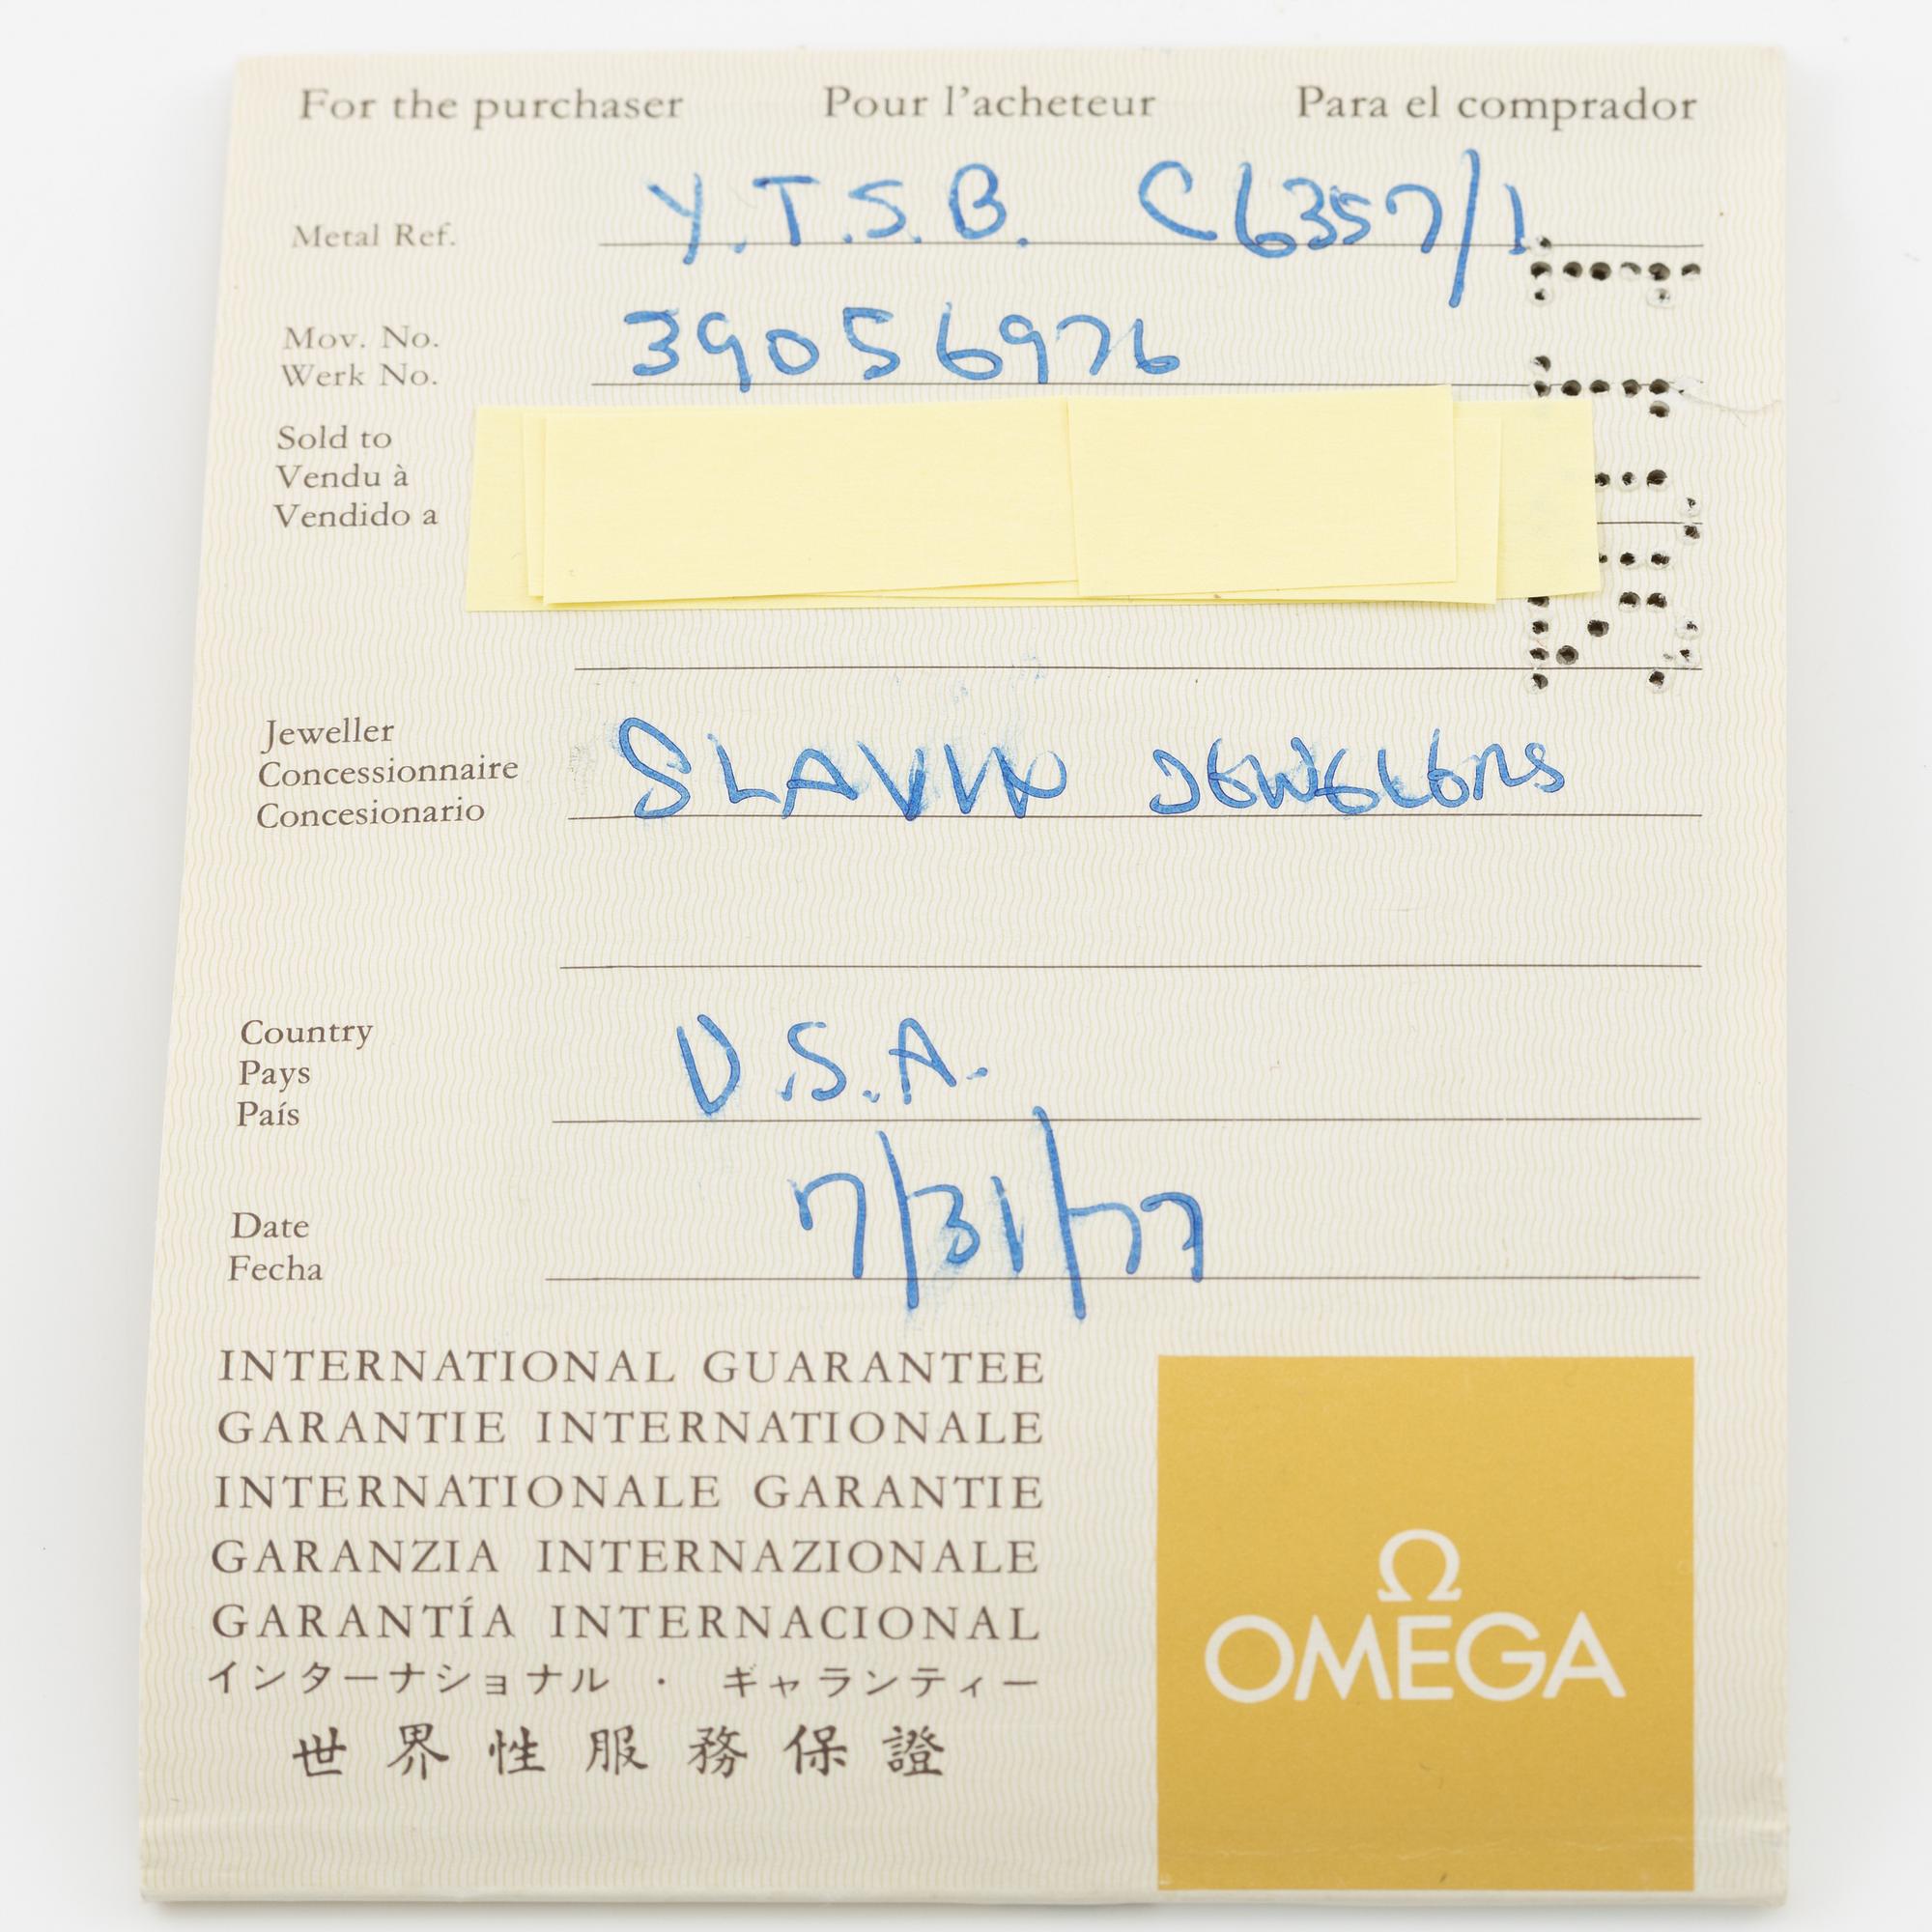 For the purchaser Pour l'acheteur Para el comprador
Metal Ref. Y.T.S.B. C6357/1
Mov. No. 39056976
Werk No.
Sold to
Vendu à
Vendido a
Jeweller
Concessionnaire SLAVIN JEWELERS
Concesionario
Country
Pays U.S.A.
País
Date 7/31/77
Fecha
INTERNATIONAL GUARANTEE
GARANTIE INTERNATIONALE
INTERNATIONALE GARANTIE
GARANZIA INTERNAZIONALE
GARANTÍA INTERNACIONAL
インターナショナル ・ ギャランティー
世界性服務保證
Ω
OMEGA